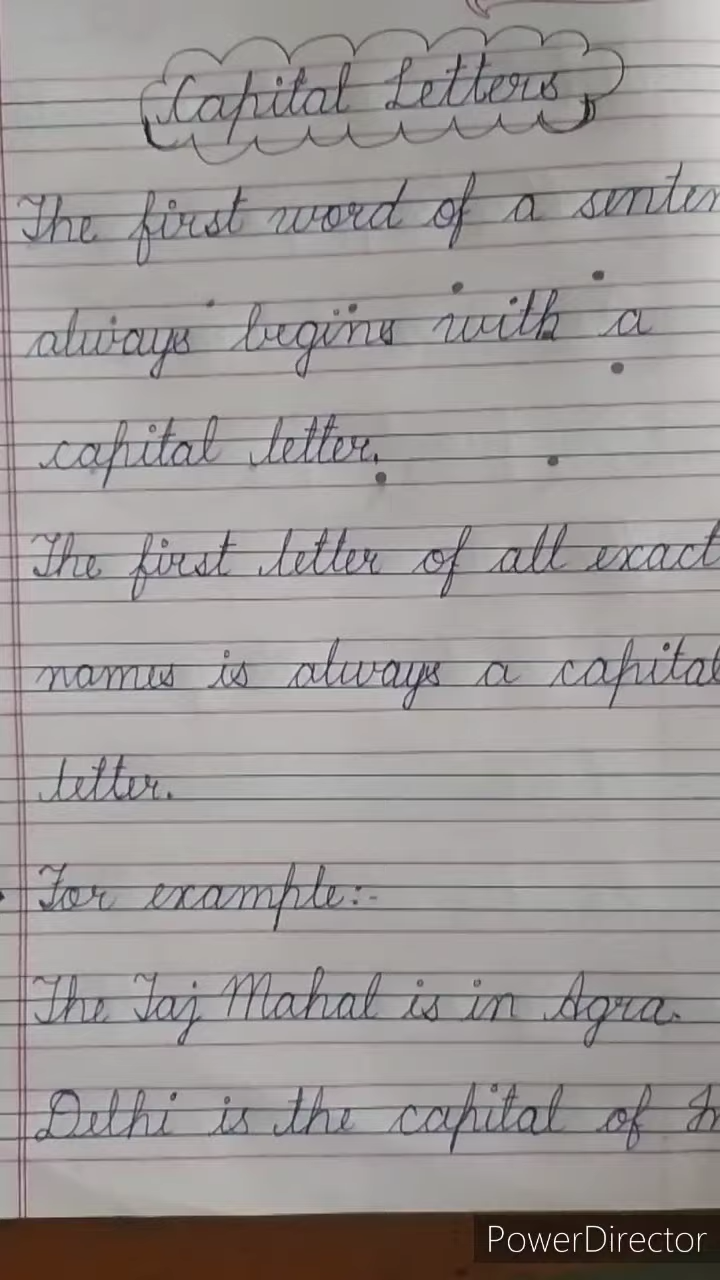 Capital Letters
The first word of a senten
always begins with a
capital letter.
The first letter of all exact
names is always a capital
letter.
For example:-
The Taj Mahal is in Agra.
Delhi is the capital of
PowerDirector